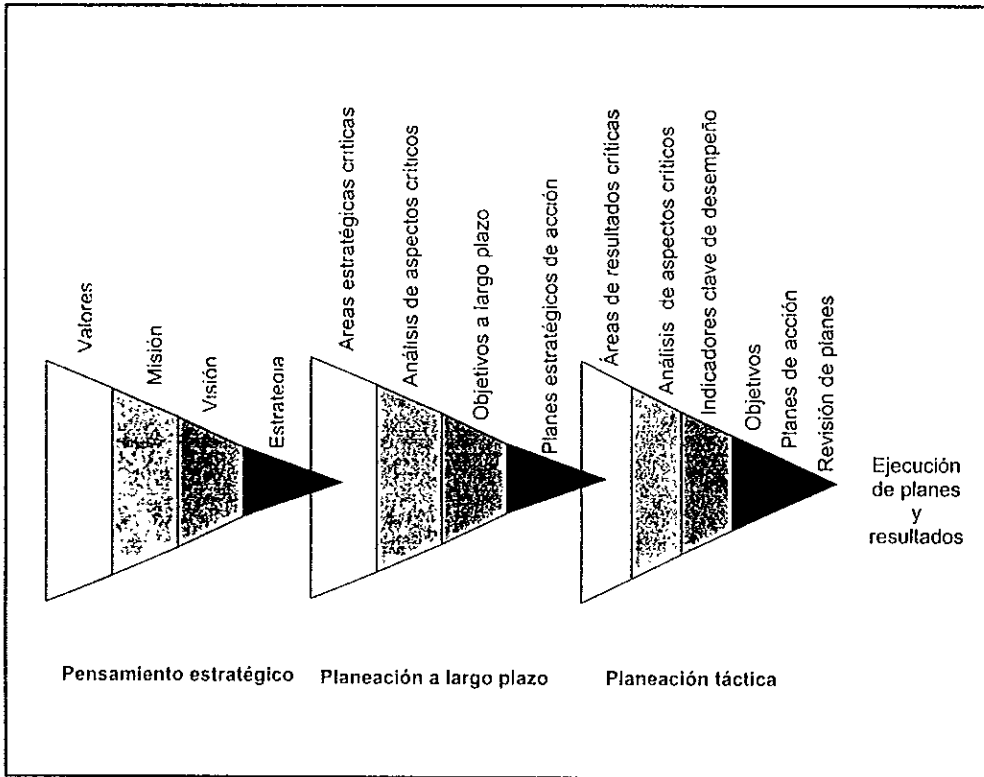 Valores
Misión
Visión
Estrategia
Áreas estratégicas críticas
Análisis de aspectos críticos
Objetivos a largo plazo
Planes estratégicos de acción
Áreas de resultados críticas
Análisis de aspectos críticos
Indicadores clave de desempeño
Objetivos
Planes de acción
Revisión de planes
Ejecución
de planes
y
resultados
Pensamiento estratégico
Planeación a largo plazo
Planeación táctica